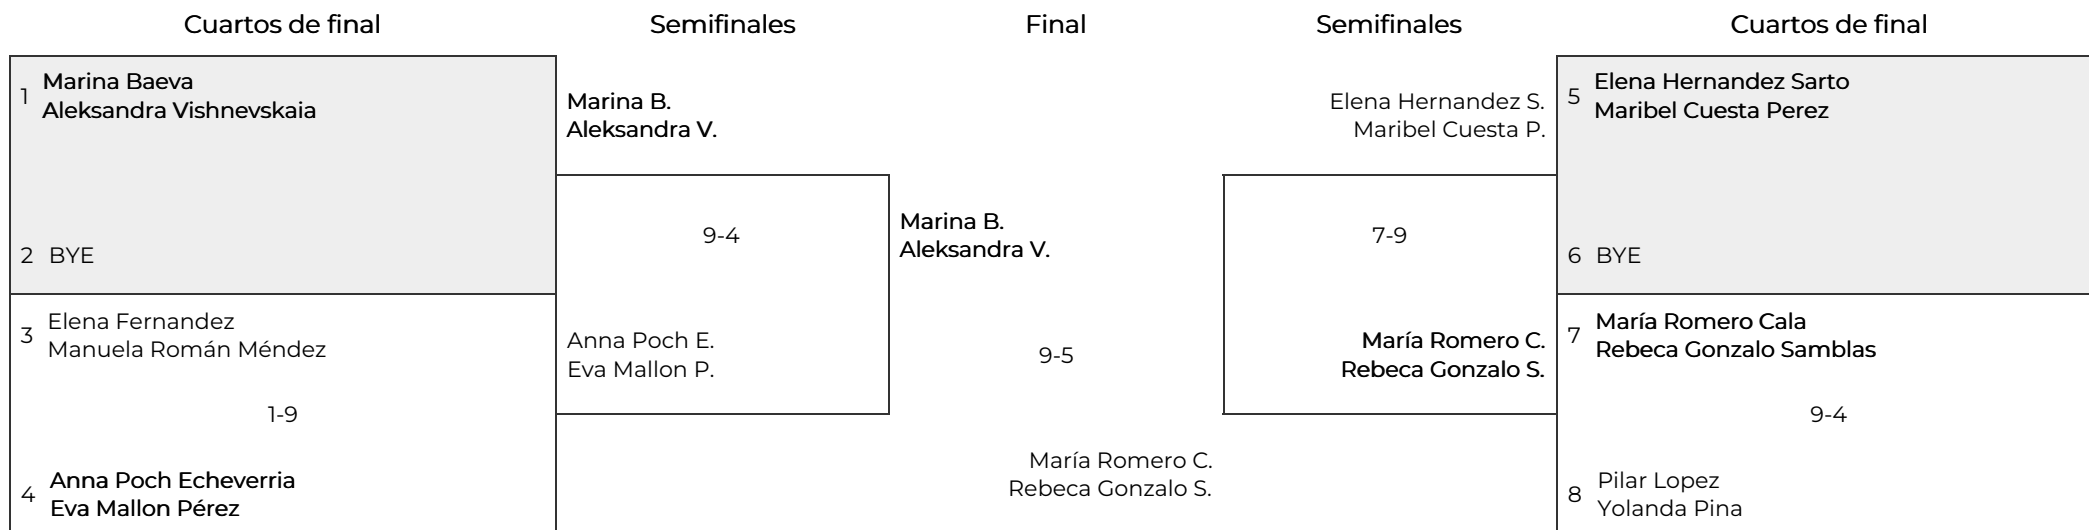 Cuartos de final
Semifinales
Final
Semifinales
Cuartos de final
1
Marina Baeva
Aleksandra Vishnevskaia
2 BYE
3
Elena Fernandez
Manuela Román Méndez
1-9
4
Anna Poch Echeverria
Eva Mallon Pérez
Marina B.
Aleksandra V.
9-4
Anna Poch E.
Eva Mallon P.
Marina B.
Aleksandra V.
9-5
María Romero C.
Rebeca Gonzalo S.
Elena Hernandez S.
Maribel Cuesta P.
7-9
María Romero C.
Rebeca Gonzalo S.
5
Elena Hernandez Sarto
Maribel Cuesta Perez
6 BYE
7
María Romero Cala
Rebeca Gonzalo Samblas
9-4
8
Pilar Lopez
Yolanda Pina